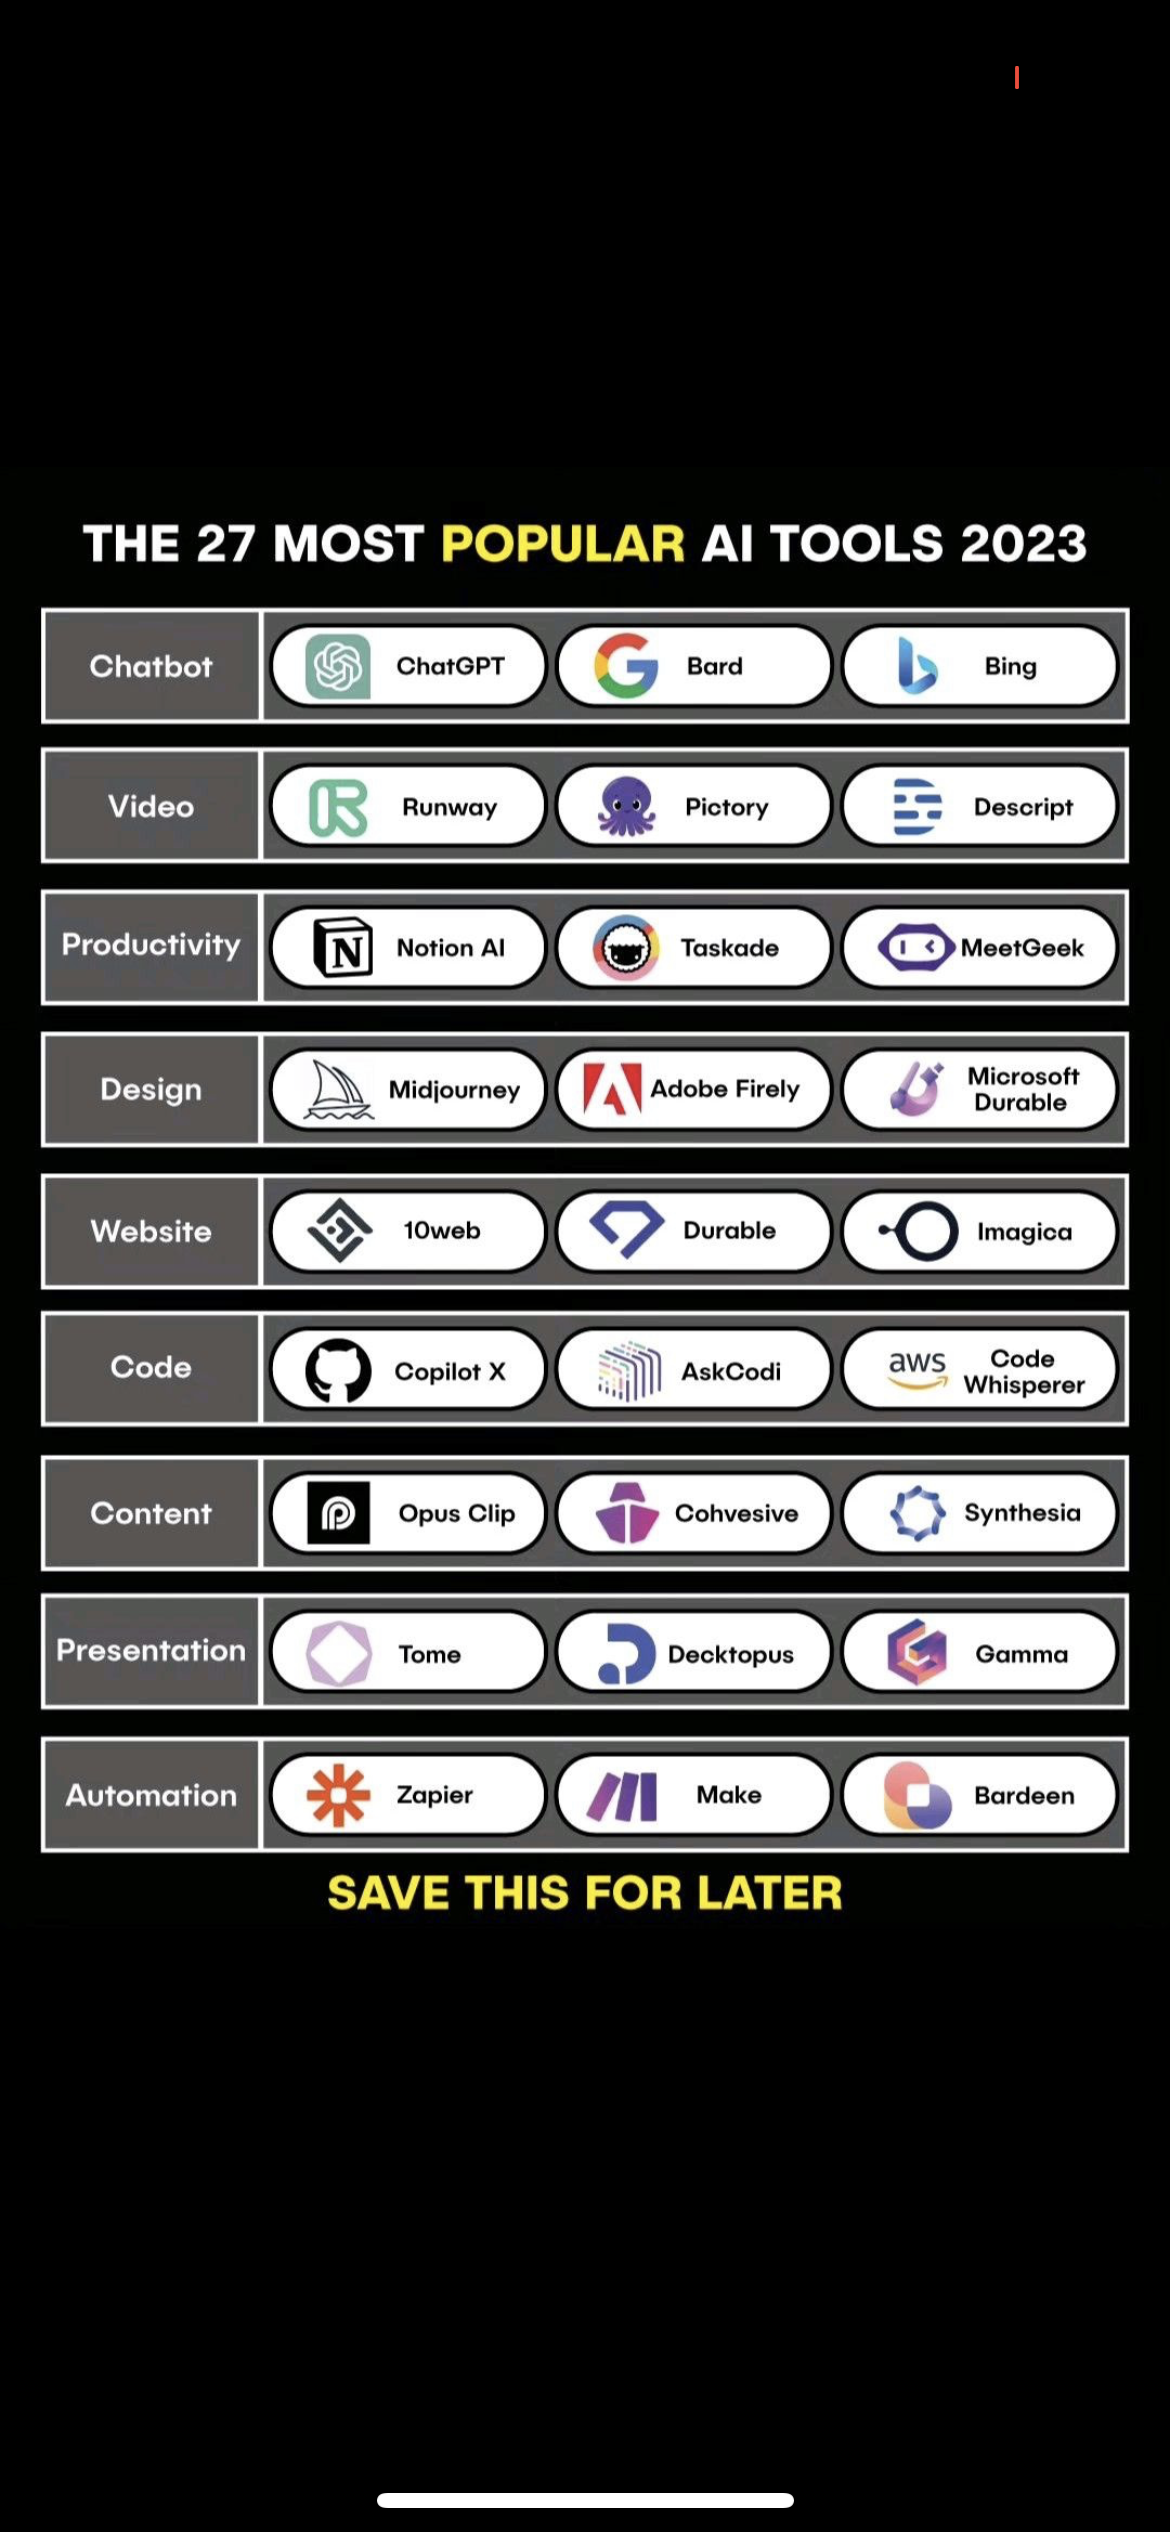 THE 27 MOST POPULAR AI TOOLS 2023
Chatbot
ChatGPT
Bard
Bing
Video
Runway
Pictory
Descript
Productivity
N
Notion AI
Taskade
MeetGeek
Design
Midjourney
Adobe Firely
Microsoft
Durable
Website
10web
Durable
Imagica
Code
Copilot X
AskCodi
aws
Code
Whisperer
Content
Opus Clip
Cohvesive
Synthesia
Presentation
Tome
Decktopus
Gamma
Automation
Zapier
Make
Bardeen
SAVE THIS FOR LATER